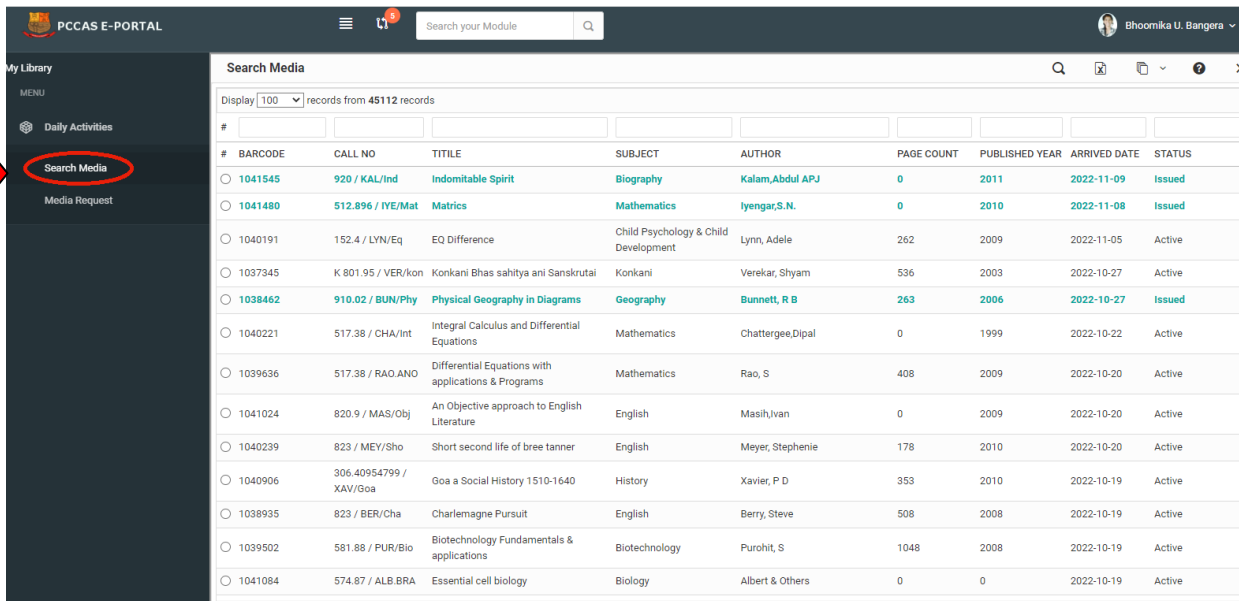 PCCAS E-PORTAL
5
Search your Module
Bhoomika U. Bangera
My Library
MENU
Daily Activities
Search Media
Media Request
Search Media
Display 100 records from 45112 records
#
# BARCODE CALL NO TITILE SUBJECT AUTHOR PAGE COUNT PUBLISHED YEAR ARRIVED DATE STATUS
1041545 920 / KAL/Ind Indomitable Spirit Biography Kalam,Abdul APJ 0 2011 2022-11-09 Issued
1041480 512.896 / IYE/Mat Matrics Mathematics Iyengar,S.N. 0 2010 2022-11-08 Issued
1040191 152.4 / LYN/Eq EQ Difference Child Psychology & Child Development Lynn, Adele 262 2009 2022-11-05 Active
1037345 K 801.95 / VER/kon Konkani Bhas sahitya ani Sanskrutai Konkani Verekar, Shyam 536 2003 2022-10-27 Active
1038462 910.02 / BUN/Phy Physical Geography in Diagrams Geography Bunnett, R B 263 2006 2022-10-27 Issued
1040221 517.38 / CHA/Int Integral Calculus and Differential Equations Mathematics Chattergee,Dipal 0 1999 2022-10-22 Active
1039636 517.38 / RAO.ANO Differential Equations with applications & Programs Mathematics Rao, S 408 2009 2022-10-20 Active
1041024 820.9 / MAS/Obj An Objective approach to English Literature English Masih,Ivan 0 2009 2022-10-20 Active
1040239 823 / MEY/Sho Short second life of bree tanner English Meyer, Stephenie 178 2010 2022-10-20 Active
1040906 306.40954799 / XAV/Goa Goa a Social History 1510-1640 History Xavier, P D 353 2010 2022-10-19 Active
1038935 823 / BER/Cha Charlemagne Pursuit English Berry, Steve 508 2008 2022-10-19 Active
1039502 581.88 / PUR/Bio Biotechnology Fundamentals & applications Biotechnology Purohit, S 1048 2008 2022-10-19 Active
1041084 574.87 / ALB.BRA Essential cell biology Biology Albert & Others 0 0 2022-10-19 Active